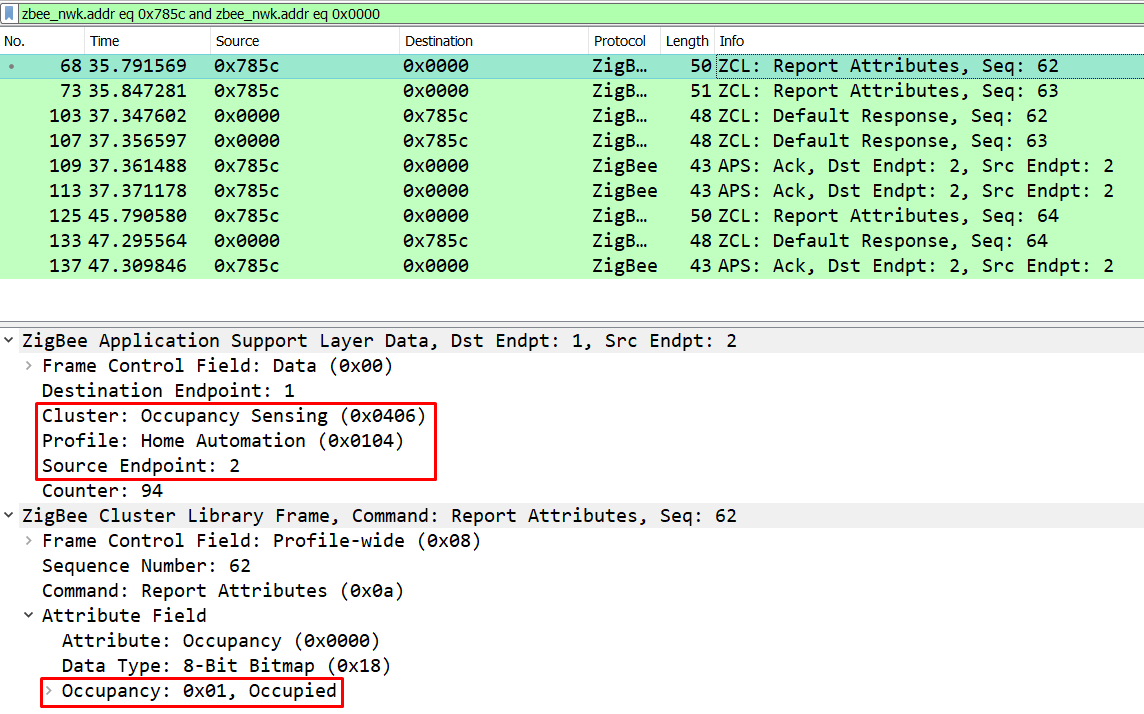 zbee_nwk.addr eq 0x785c and zbee_nwk.addr eq 0x0000
No. Time Source Destination Protocol Length Info
68 35.791569 0x785c 0x0000 ZigB… 50 ZCL: Report Attributes, Seq: 62
73 35.847281 0x785c 0x0000 ZigB… 51 ZCL: Report Attributes, Seq: 63
103 37.347602 0x0000 0x785c ZigB… 48 ZCL: Default Response, Seq: 62
107 37.356597 0x0000 0x785c ZigB… 48 ZCL: Default Response, Seq: 63
109 37.361488 0x785c 0x0000 ZigBee 43 APS: Ack, Dst Endpt: 2, Src Endpt: 2
113 37.371178 0x785c 0x0000 ZigBee 43 APS: Ack, Dst Endpt: 2, Src Endpt: 2
125 45.790580 0x785c 0x0000 ZigB… 50 ZCL: Report Attributes, Seq: 64
133 47.295564 0x0000 0x785c ZigB… 48 ZCL: Default Response, Seq: 64
137 47.309846 0x785c 0x0000 ZigBee 43 APS: Ack, Dst Endpt: 2, Src Endpt: 2
ZigBee Application Support Layer Data, Dst Endpt: 1, Src Endpt: 2
Frame Control Field: Data (0x00)
Destination Endpoint: 1
Cluster: Occupancy Sensing (0x0406)
Profile: Home Automation (0x0104)
Source Endpoint: 2
Counter: 94
ZigBee Cluster Library Frame, Command: Report Attributes, Seq: 62
Frame Control Field: Profile-wide (0x08)
Sequence Number: 62
Command: Report Attributes (0x0a)
Attribute Field
Attribute: Occupancy (0x0000)
Data Type: 8-Bit Bitmap (0x18)
Occupancy: 0x01, Occupied